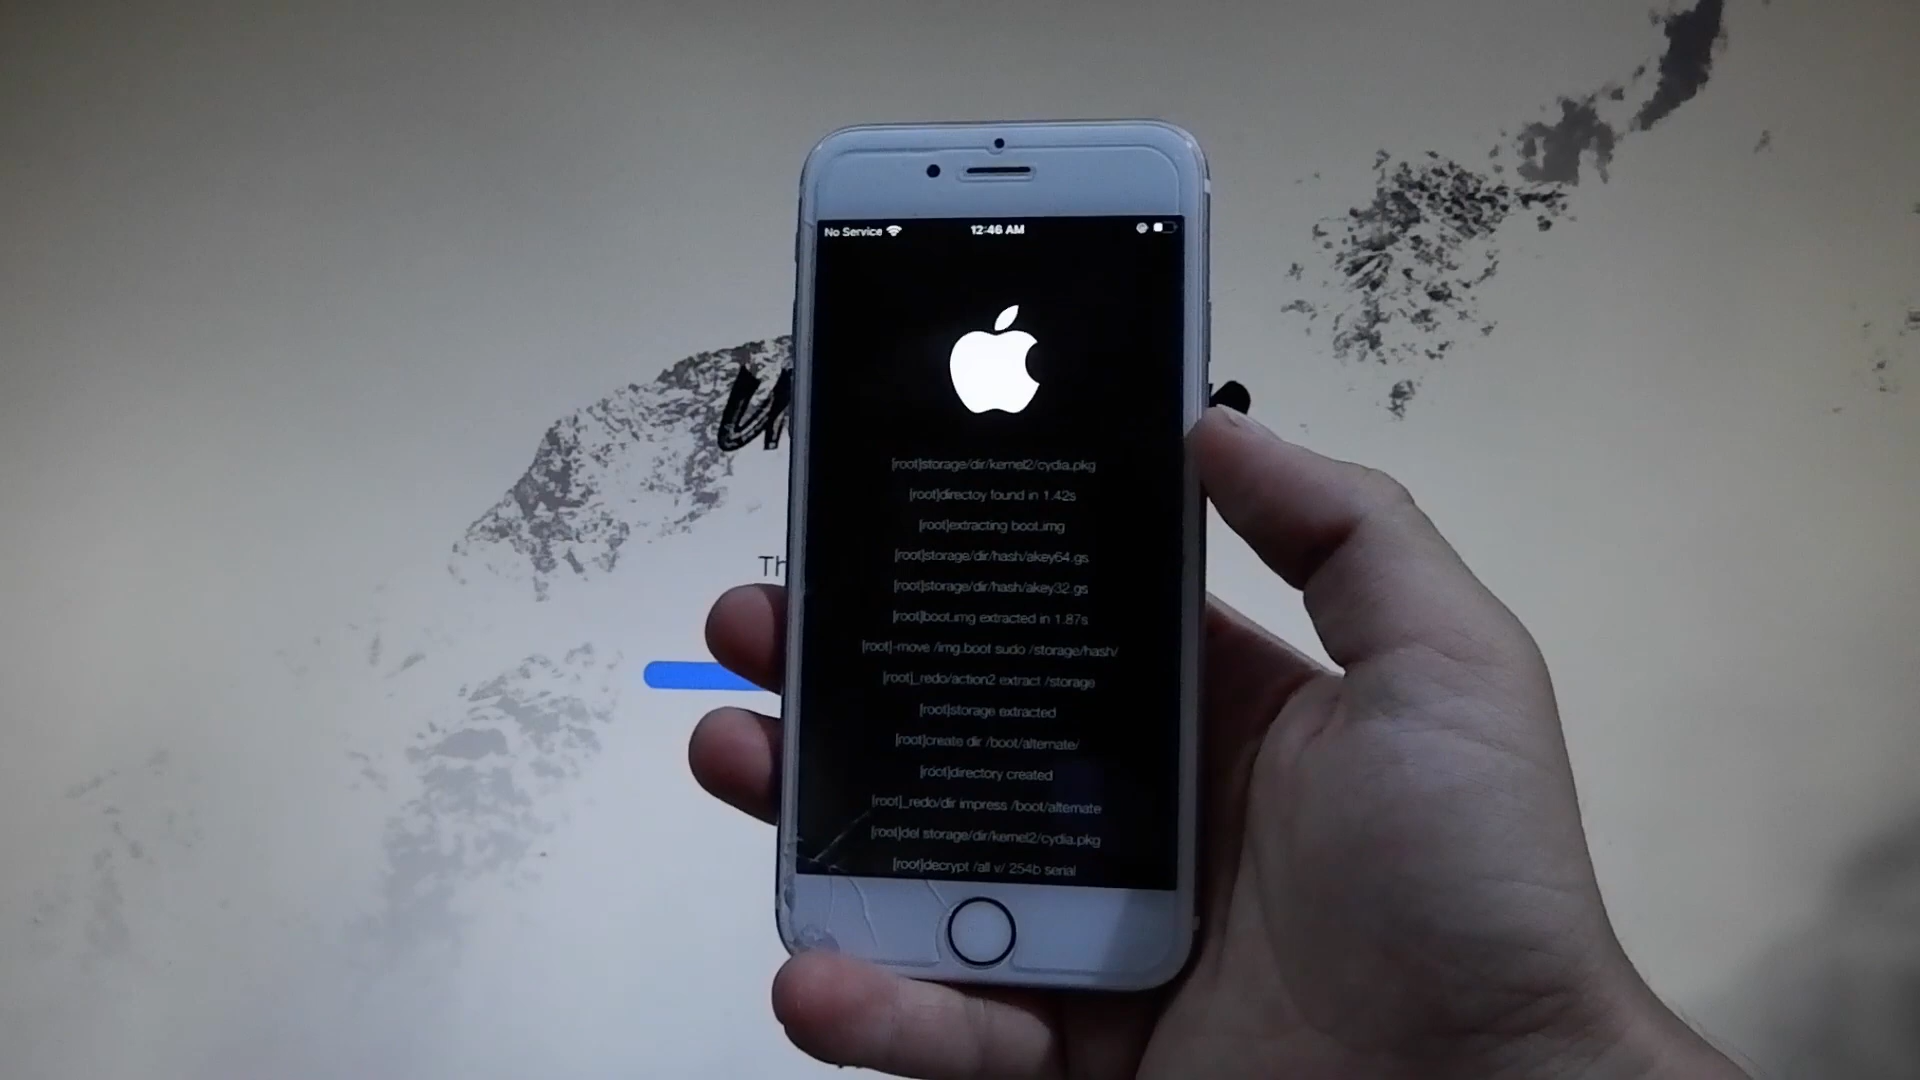 No Service
12:46 AM
[root]storage/dir/kernel2/cydia.pkg
[root]directoy found in 1.42s
[root]extracting boot.img
[root]storage/dir/hash/akey64.gs
[root]storage/dir/hash/akey32.gs
[root]boot.img extracted in 1.87s
[root]-move /img.boot sudo /storage/hash/
[root]_redo/action2 extract /storage
[root]storage extracted
[root]create dir /boot/alternate/
[root]directory created
[root]_redo/dir impress /boot/alternate
[root]del storage/dir/kernel2/cydia.pkg
[root]decrypt /all v/ 254b serial